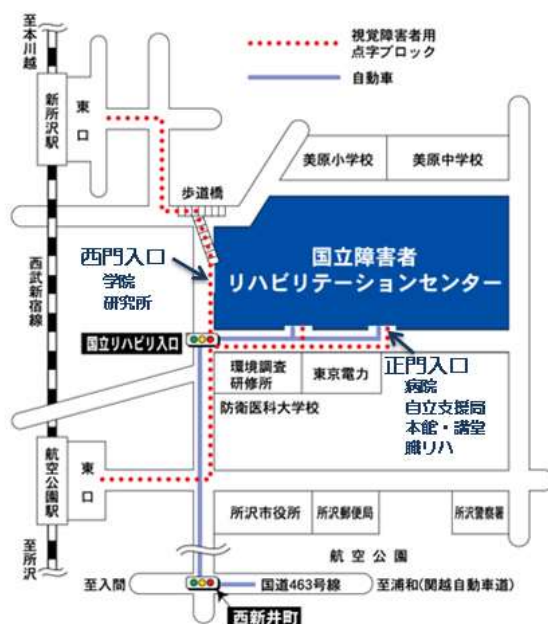 至本川越
視覚障害者用
点字ブロック
自動車
新所沢駅
東口
美原小学校
美原中学校
歩道橋
西門入口
学院
研究所
国立障害者
リハビリテーションセンター
西武新宿線
国立リハビリ入口
環境調査
研修所
東京電力
正門入口
病院
自立支援局
本館・講堂
職リハ
防衛医科大学校
航空公園駅
東口
所沢市役所
所沢郵便局
所沢警察署
至所沢
航空公園
至入間
国道463号線
至浦和(関越自動車道)
西新井町